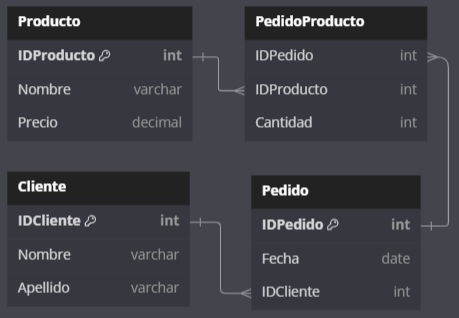 Producto
IDProducto int
Nombre varchar
Precio decimal
PedidoProducto
IDPedido int
IDProducto int
Cantidad int
Cliente
IDCliente int
Nombre varchar
Apellido varchar
Pedido
IDPedido int
Fecha date
IDCliente int